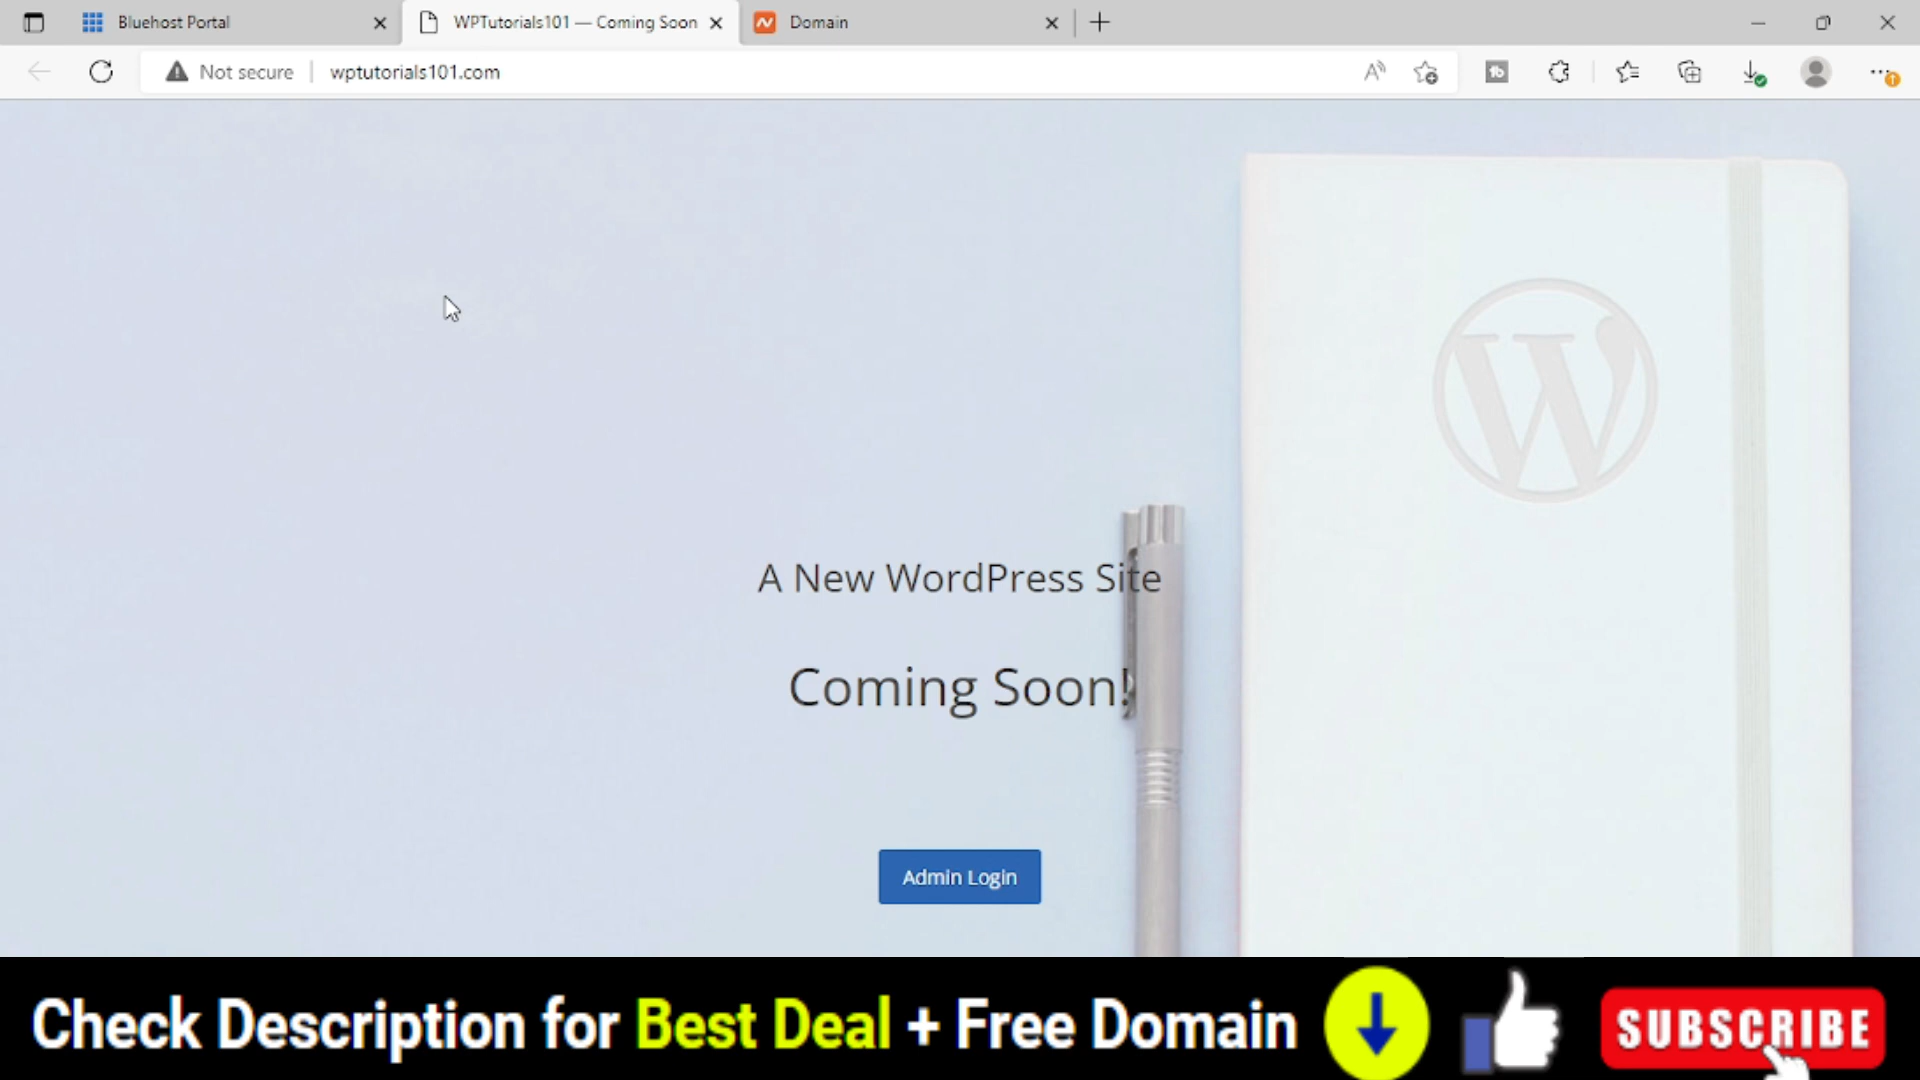 Bluehost Portal
WPTutorials101 — Coming Soon
Domain
Not secure
wptutorials101.com
W
A New WordPress Site
Coming Soon!
Admin Login
Check Description for Best Deal + Free Domain
SUBSCRIBE